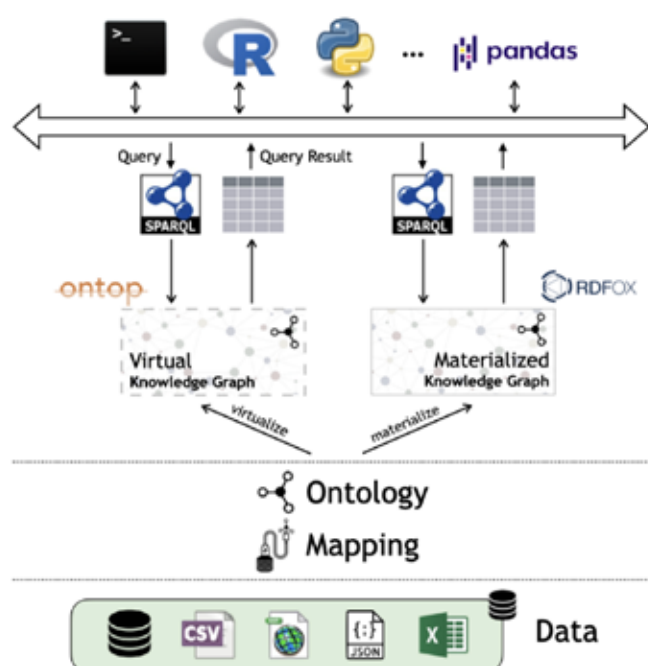 >_
R
...
pandas
Query
Query Result
SPARQL
SPARQL
ontop
RDFOX
Virtual
Knowledge Graph
Materialized
Knowledge Graph
virtualize
materialize
Ontology
Mapping
CSV
{:}
JSON
X
Data